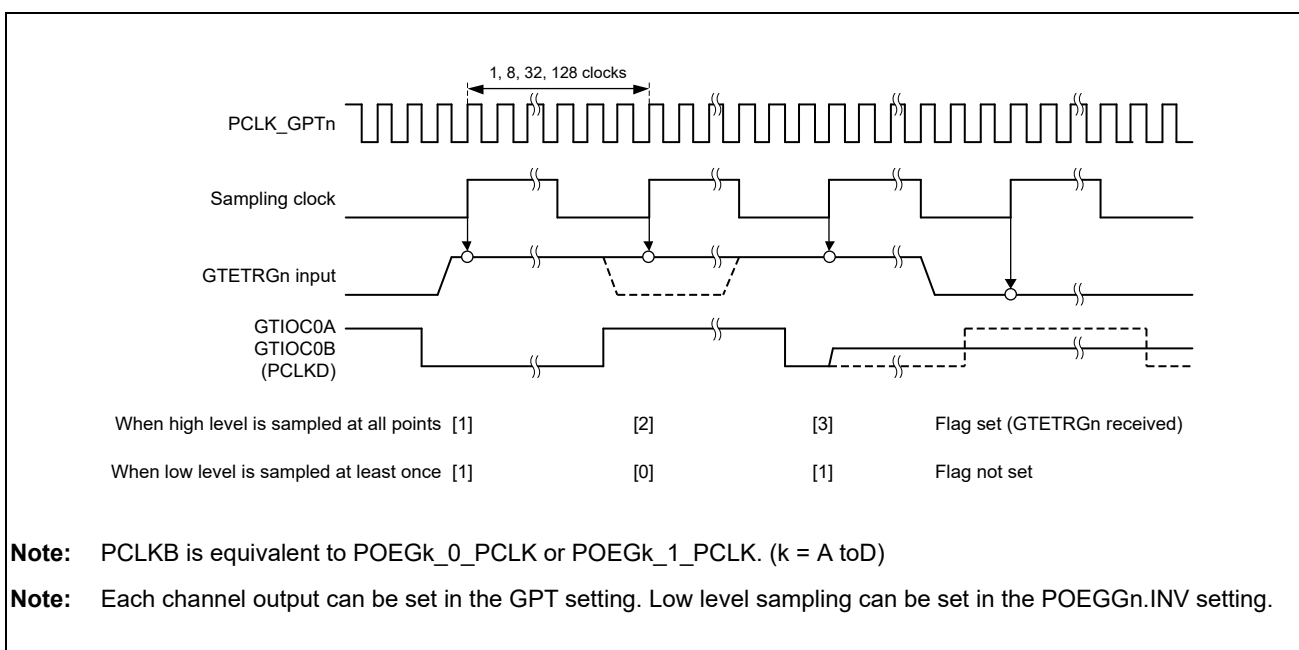 1, 8, 32, 128 clocks
PCLK_GPTn
Sampling clock
GTETRGn input
GTIOC0A
GTIOC0B
(PCLKD)
When high level is sampled at all points [1] [2] [3] Flag set (GTETRGn received)
When low level is sampled at least once [1] [0] [1] Flag not set
Note: PCLKB is equivalent to POEGk_0_PCLK or POEGk_1_PCLK. (k = A toD)
Note: Each channel output can be set in the GPT setting. Low level sampling can be set in the POEGGn.INV setting.